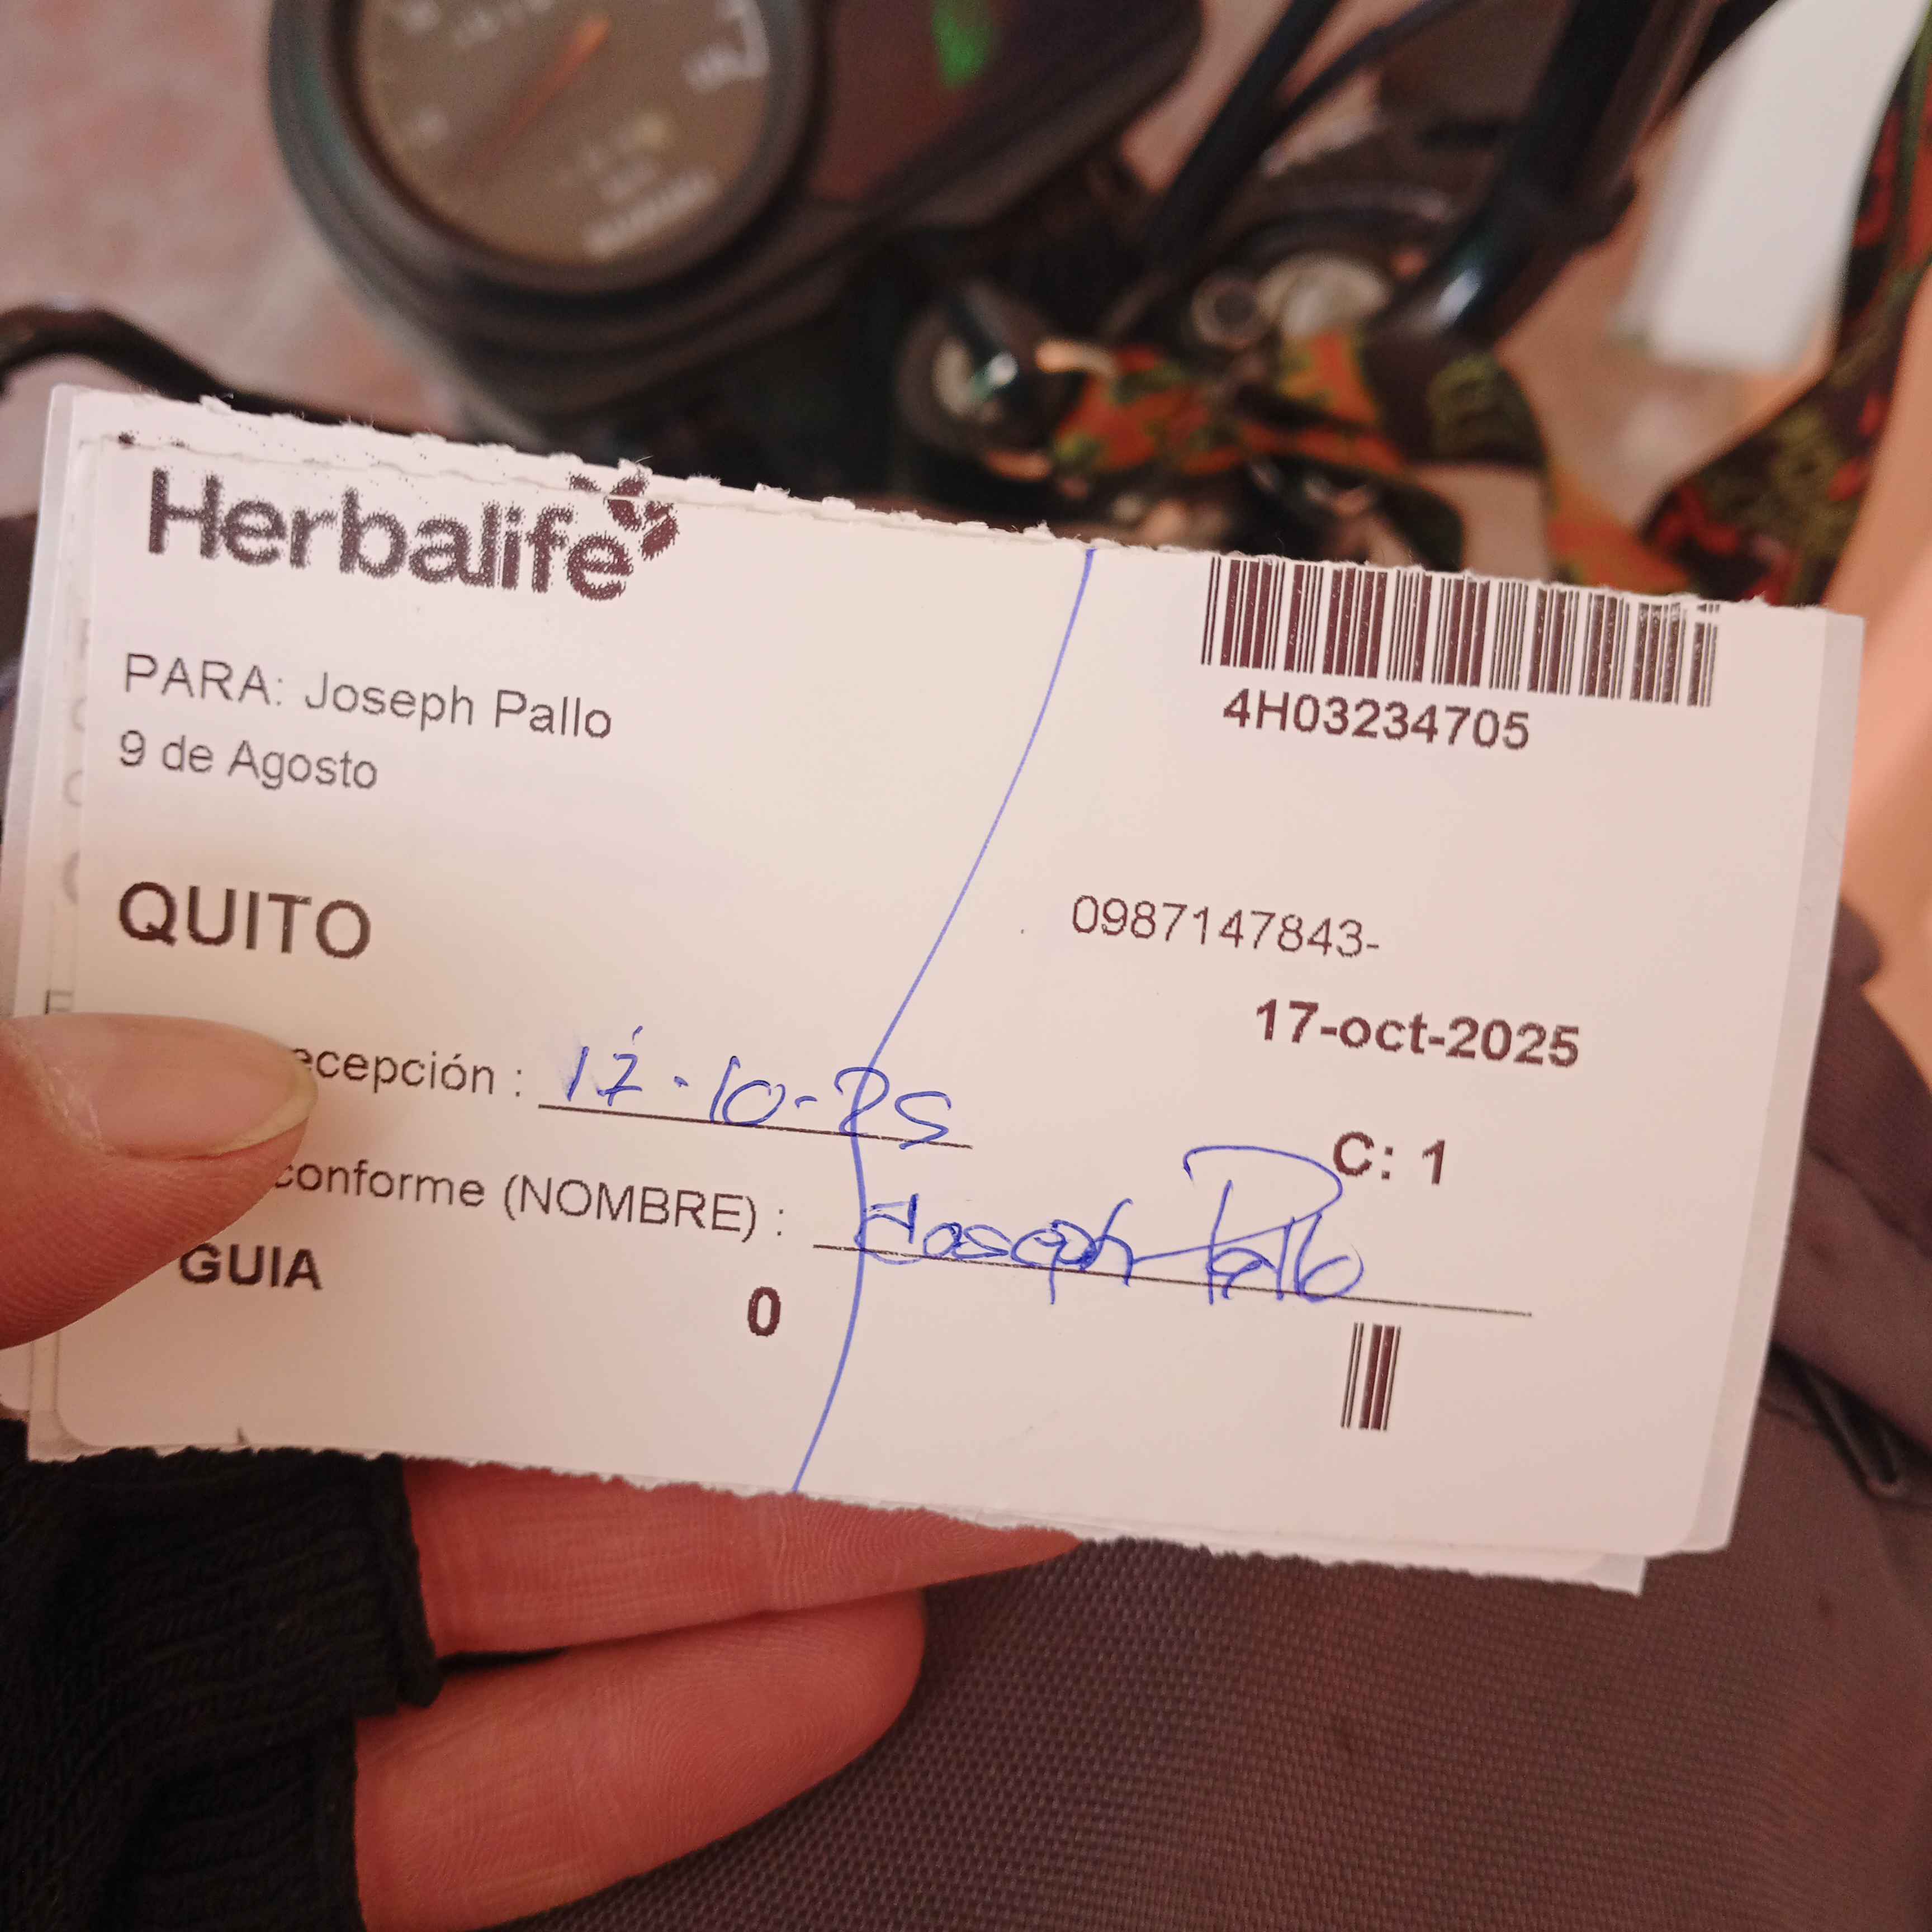 Herbalife
4H03234705
PARA: Joseph Pallo
9 de Agosto
QUITO
0987147843-
17-oct-2025
ecepción : 17-10-25
C: 1
conforme (NOMBRE) : Joseph Pallo
GUIA
0